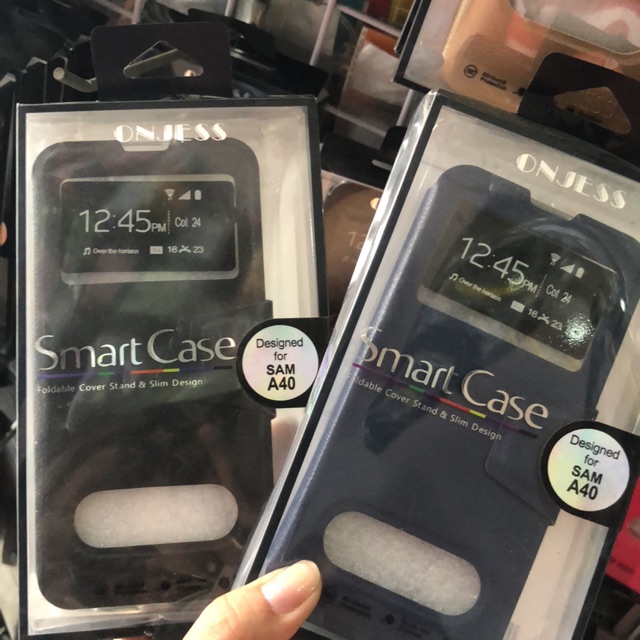 ONJESS
12:45PM Cot 24
Over the horizon 16 23
Smart Case
Foldable Cover Stand & Slim Design
Designed
for
SAM
A40
ONJESS
12:45PM Cot 24
Over the horizon 16 23
Smart Case
Foldable Cover Stand & Slim Design
Designed
for
SAM
A40